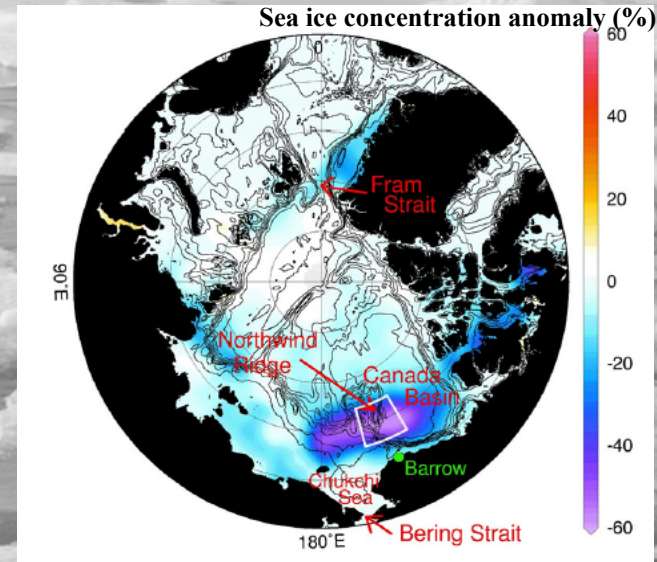 Sea ice concentration anomaly (%)
0
60
40
20
0
-20
-40
-60
Fram
Strait
90°E
Northwind
Ridge
Canada
Basin
Barrow
Chukchi
Sea
Bering Strait
180°E